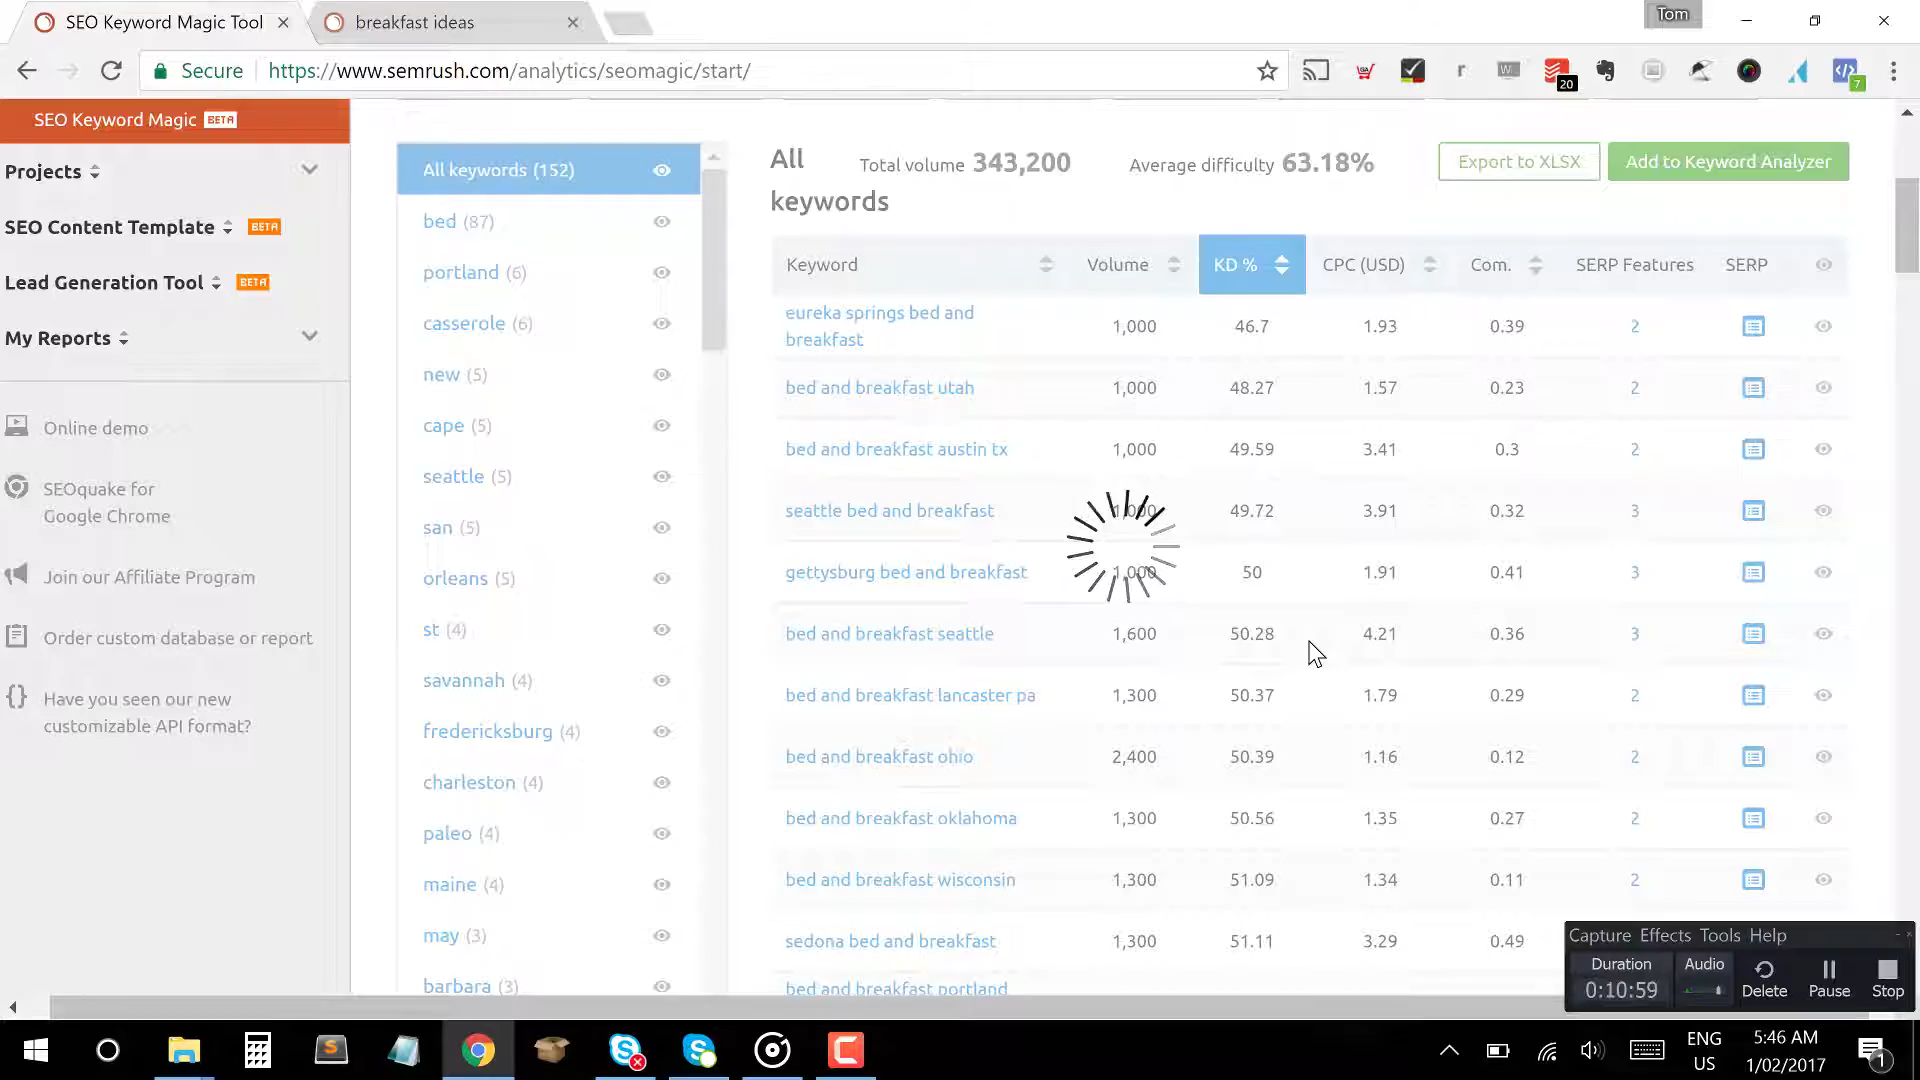 SEO Keyword Magic Tool
breakfast ideas
Tom
Secure
https://www.semrush.com/analytics/seomagic/start/
20
7
SEO Keyword Magic BETA
Projects
SEO Content Template BETA
Lead Generation Tool BETA
My Reports
Online demo
SEOquake for
Google Chrome
Join our Affiliate Program
Order custom database or report
Have you seen our new
customizable API format?
All keywords (152)
bed (87)
portland (6)
casserole (6)
new (5)
cape (5)
seattle (5)
san (5)
orleans (5)
st (4)
savannah (4)
fredericksburg (4)
charleston (4)
paleo (4)
maine (4)
may (3)
barbara (3)
All
keywords
Total volume 343,200
Average difficulty 63.18%
Export to XLSX
Add to Keyword Analyzer
Keyword Volume KD % CPC (USD) Com. SERP Features SERP
eureka springs bed and
breakfast 1,000 46.7 1.93 0.39 2
bed and breakfast utah 1,000 48.27 1.57 0.23 2
bed and breakfast austin tx 1,000 49.59 3.41 0.3 2
seattle bed and breakfast 1,000 49.72 3.91 0.32 3
gettysburg bed and breakfast 1,000 50 1.91 0.41 3
bed and breakfast seattle 1,600 50.28 4.21 0.36 3
bed and breakfast lancaster pa 1,300 50.37 1.79 0.29 2
bed and breakfast ohio 2,400 50.39 1.16 0.12 2
bed and breakfast oklahoma 1,300 50.56 1.35 0.27 2
bed and breakfast wisconsin 1,300 51.09 1.34 0.11 2
sedona bed and breakfast 1,300 51.11 3.29 0.49
bed and breakfast portland
Capture Effects Tools Help
Duration
0:10:59
Audio
Delete
Pause
Stop
ENG
US
5:46 AM
1/02/2017
1